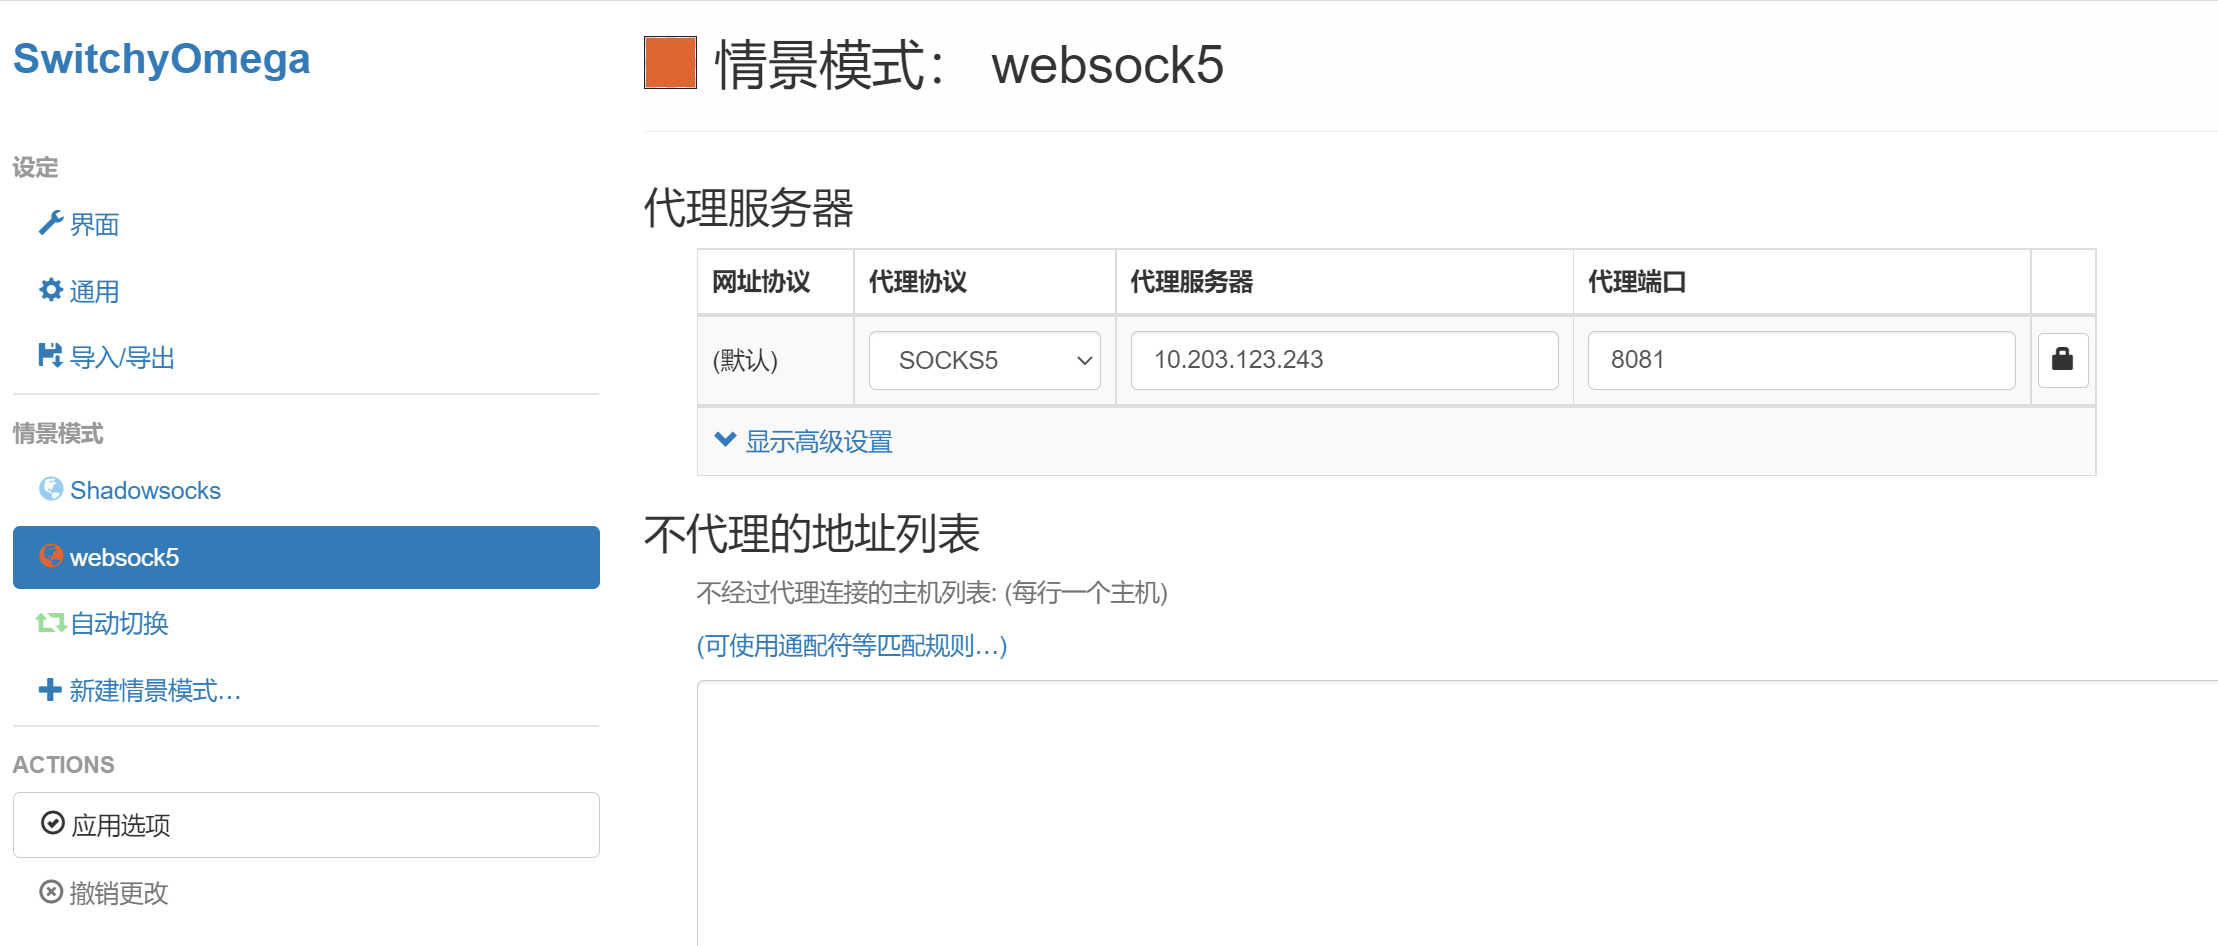 SwitchyOmega
设定
界面
通用
导入/导出
情景模式
Shadowsocks
websock5
自动切换
新建情景模式…
ACTIONS
应用选项
撤销更改
情景模式： websock5
代理服务器
网址协议 代理协议 代理服务器 代理端口
(默认) SOCKS5 10.203.123.243 8081
显示高级设置
不代理的地址列表
不经过代理连接的主机列表: (每行一个主机)
(可使用通配符等匹配规则…)